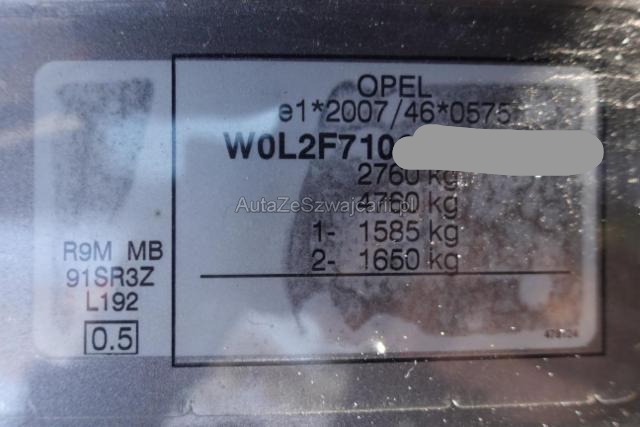 OPEL
e1*2007/46*0575
W0L2F710
2760 kg
4760 kg
1- 1585 kg
2- 1650 kg
AutaZeSzwajcarii.pl
R9M MB
91SR3Z
L192
0.5